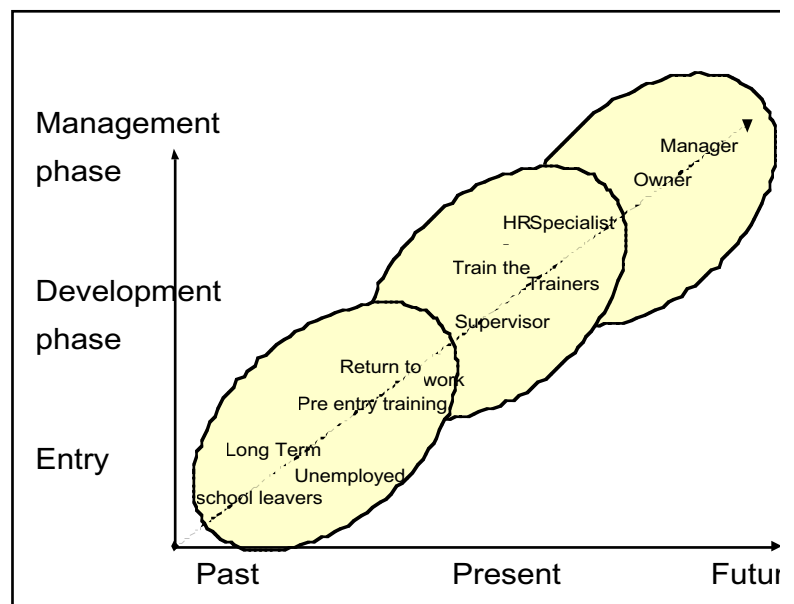 Management
phase
Manager
Owner
HRSpecialist
Development
phase
Train the
Trainers
Supervisor
Return to
work
Pre entry training
Entry
Long Term
Unemployed
school leavers
Past Present Futur